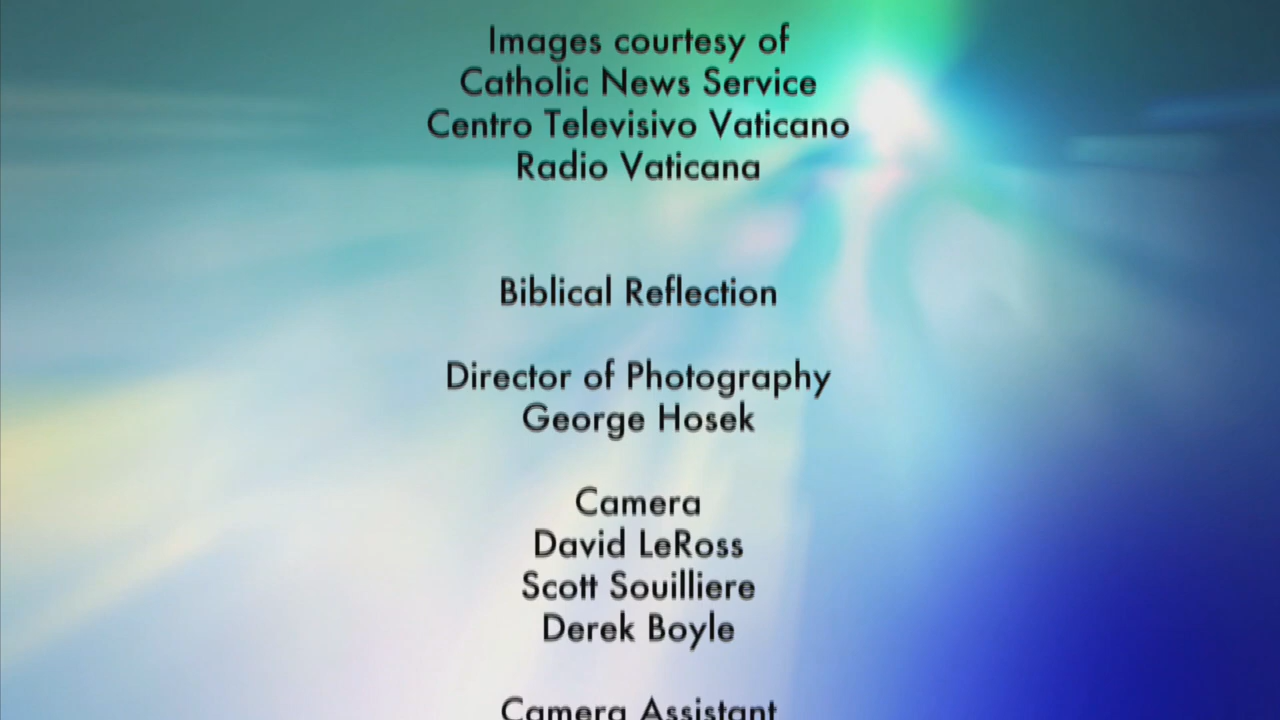 Images courtesy of
Catholic News Service
Centro Televisivo Vaticano
Radio Vaticana
Biblical Reflection
Director of Photography
George Hosek
Camera
David LeRoss
Scott Souilliere
Derek Boyle
Camera Assistant